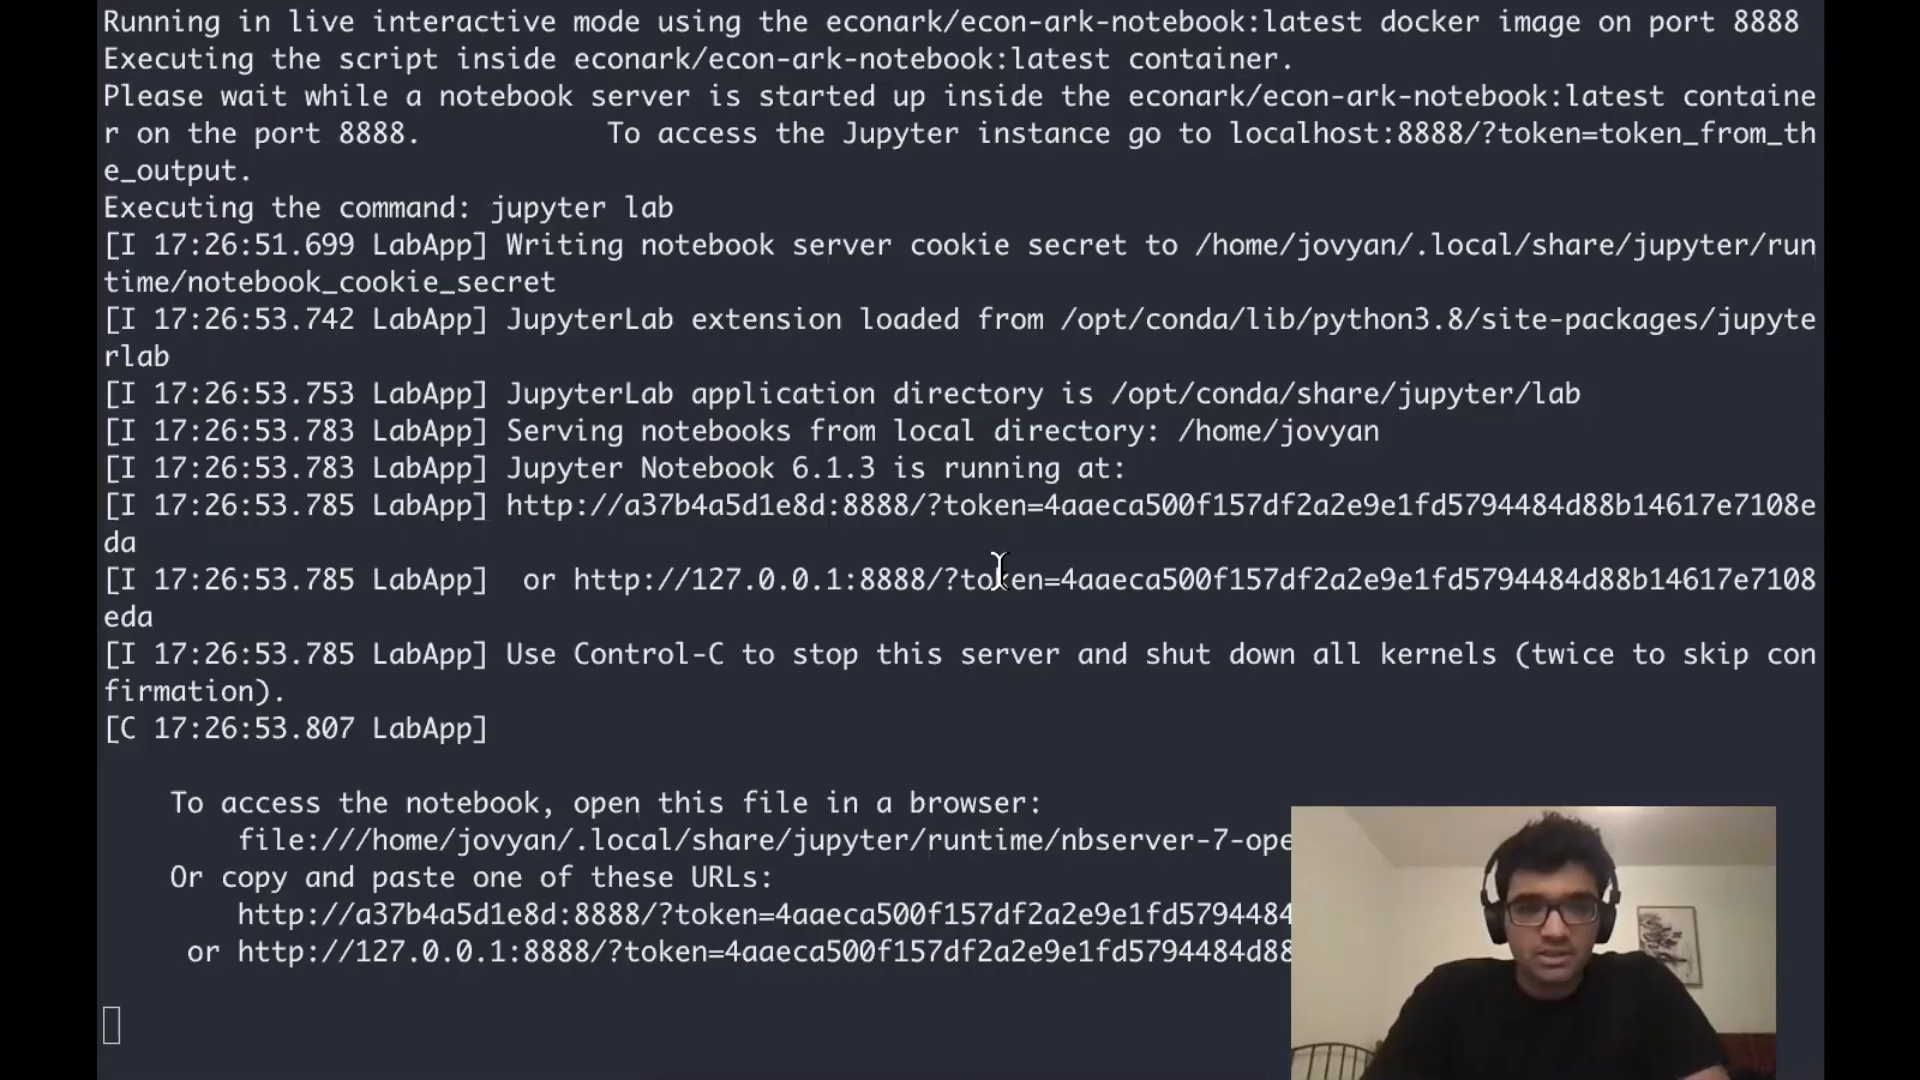 Running in live interactive mode using the econark/econ-ark-notebook:latest docker image on port 8888
Executing the script inside econark/econ-ark-notebook:latest container.
Please wait while a notebook server is started up inside the econark/econ-ark-notebook:latest containe
r on the port 8888.           To access the Jupyter instance go to localhost:8888/?token=token_from_th
e_output.
Executing the command: jupyter lab
[I 17:26:51.699 LabApp] Writing notebook server cookie secret to /home/jovyan/.local/share/jupyter/run
time/notebook_cookie_secret
[I 17:26:53.742 LabApp] JupyterLab extension loaded from /opt/conda/lib/python3.8/site-packages/jupyte
rlab
[I 17:26:53.753 LabApp] JupyterLab application directory is /opt/conda/share/jupyter/lab
[I 17:26:53.783 LabApp] Serving notebooks from local directory: /home/jovyan
[I 17:26:53.783 LabApp] Jupyter Notebook 6.1.3 is running at:
[I 17:26:53.785 LabApp] http://a37b4a5d1e8d:8888/?token=4aaeca500f157df2a2e9e1fd5794484d88b14617e7108e
da
[I 17:26:53.785 LabApp]  or http://127.0.0.1:8888/?token=4aaeca500f157df2a2e9e1fd5794484d88b14617e7108
eda
[I 17:26:53.785 LabApp] Use Control-C to stop this server and shut down all kernels (twice to skip con
firmation).
[C 17:26:53.807 LabApp]
To access the notebook, open this file in a browser:
file:///home/jovyan/.local/share/jupyter/runtime/nbserver-7-ope
Or copy and paste one of these URLs:
http://a37b4a5d1e8d:8888/?token=4aaeca500f157df2a2e9e1fd5794484
or http://127.0.0.1:8888/?token=4aaeca500f157df2a2e9e1fd5794484d88